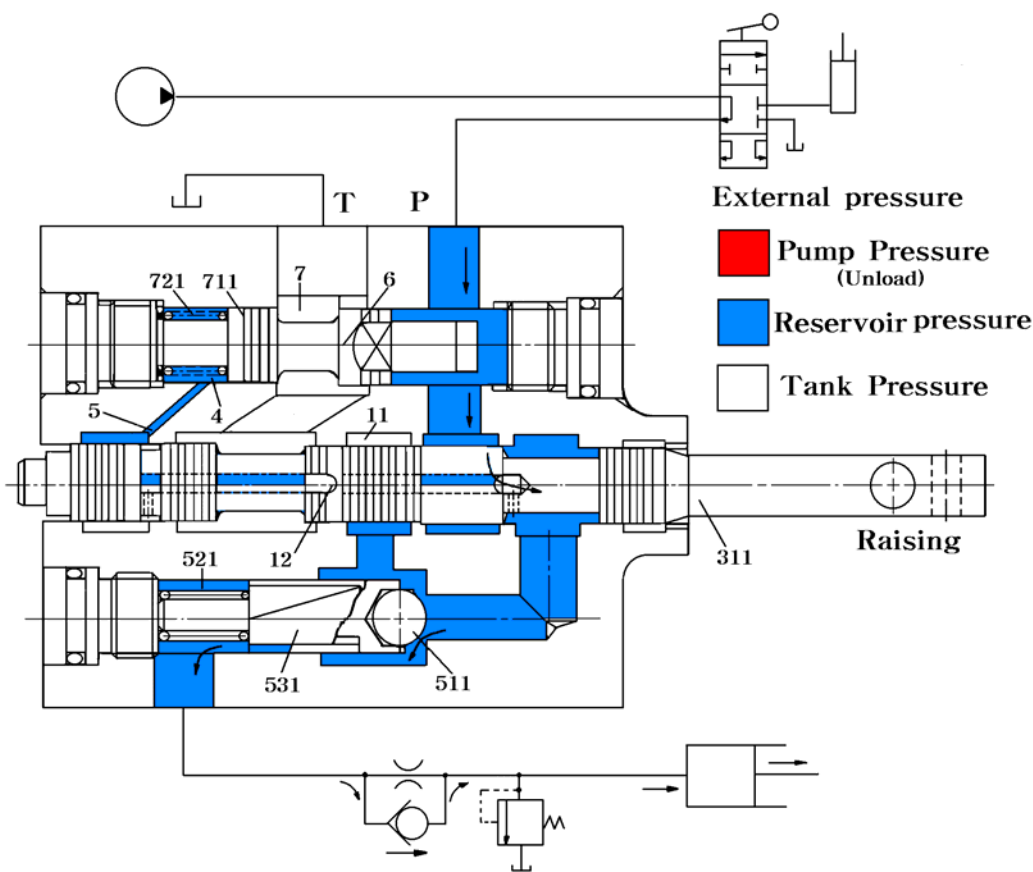 T P
External pressure
Pump Pressure
(Unload)
Reservoir pressure
Tank Pressure
721 711 7 6
5 4 11
12
311
Raising
521
531 511